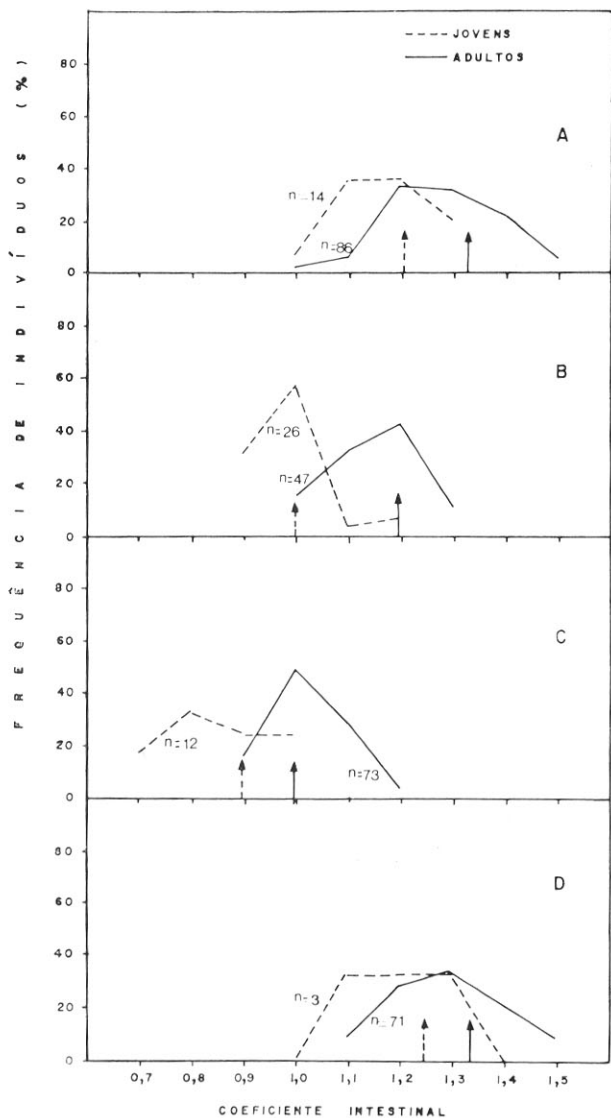 JOVENS
ADULTOS
FREQUÊNCIA DE INDIVÍDUOS (%)
80
60
40
20
0
A
n=14
n=86
80
60
40
20
0
B
n=26
n=47
80
60
40
20
0
C
n=12
n=73
80
60
40
20
0
D
n=3
n=71
0,7 0,8 0,9 1,0 1,1 1,2 1,3 1,4 1,5
COEFICIENTE INTESTINAL